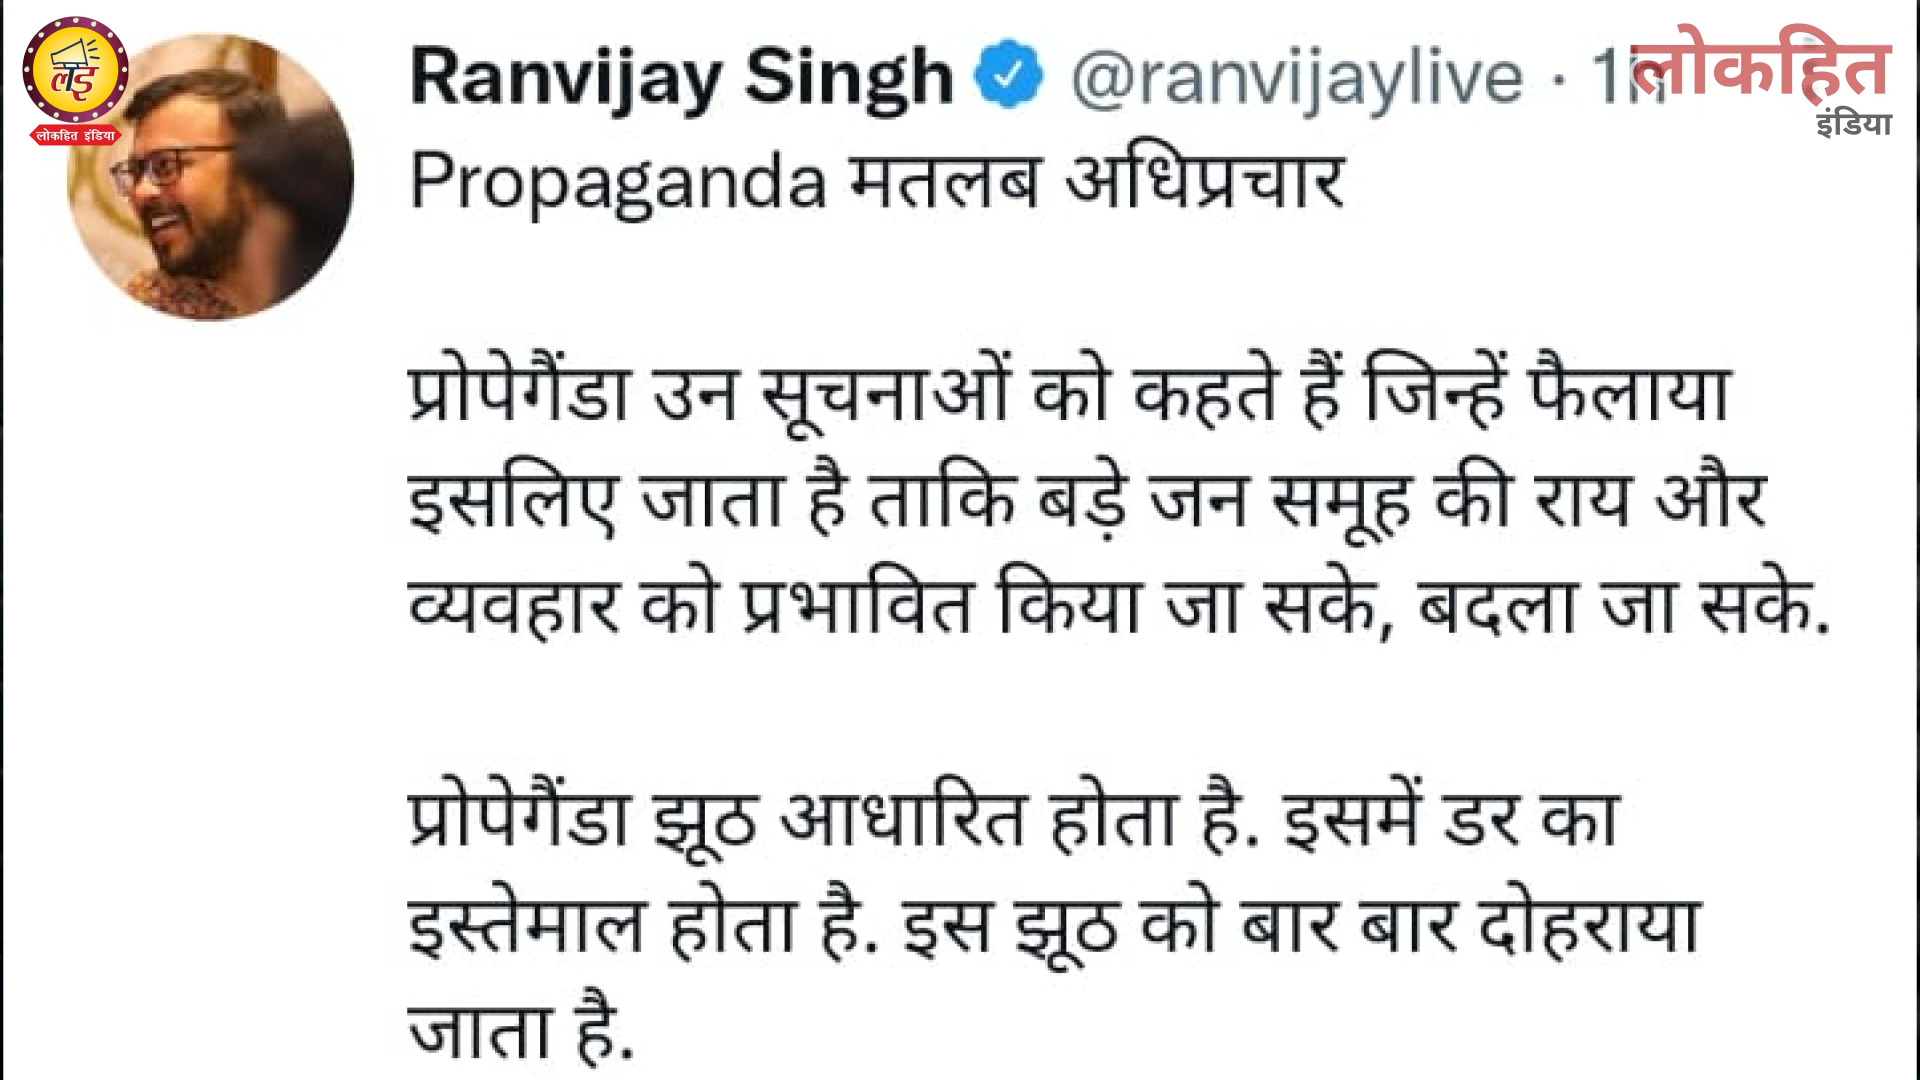 लइ
लोकहित इंडिया
Ranvijay Singh @ranvijaylive · 1h
लोकहित
इंडिया
Propaganda मतलब अधिप्रचार
प्रोपेगैंडा उन सूचनाओं को कहते हैं जिन्हें फैलाया
इसलिए जाता है ताकि बड़े जन समूह की राय और
व्यवहार को प्रभावित किया जा सके, बदला जा सके.
प्रोपेगैंडा झूठ आधारित होता है. इसमें डर का
इस्तेमाल होता है. इस झूठ को बार बार दोहराया
जाता है.